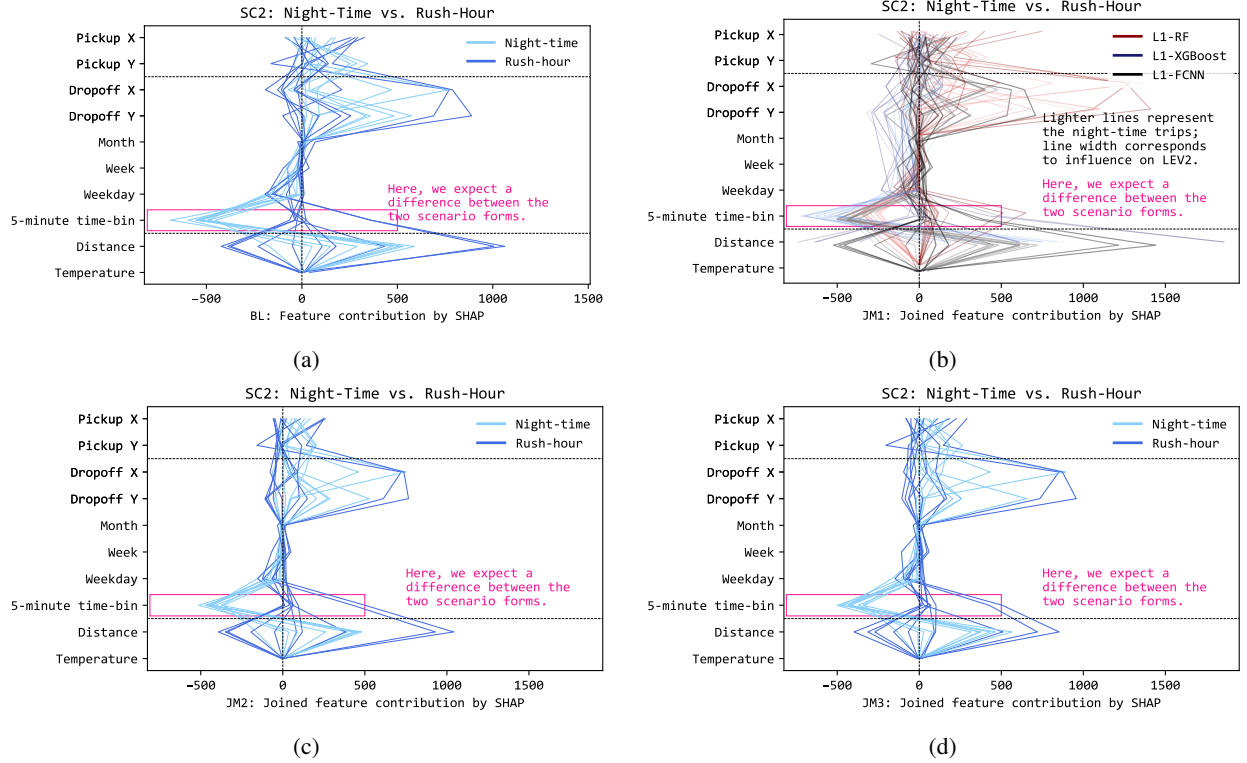 SC2: Night-Time vs. Rush-Hour
Pickup X
Pickup Y
Dropoff X
Dropoff Y
Month
Week
Weekday
5-minute time-bin
Distance
Temperature
Night-time
Rush-hour
Here, we expect a
difference between the
two scenario forms.
−500
0
500
1000
1500
BL: Feature contribution by SHAP
(a)
SC2: Night-Time vs. Rush-Hour
Pickup X
Pickup Y
Dropoff X
Dropoff Y
Month
Week
Weekday
5-minute time-bin
Distance
Temperature
L1-RF
L1-XGBoost
L1-FCNN
Lighter lines represent
the night-time trips;
line width corresponds
to influence on LEV2.
Here, we expect a
difference between the
two scenario forms.
−500
0
500
1000
1500
JM1: Joined feature contribution by SHAP
(b)
SC2: Night-Time vs. Rush-Hour
Pickup X
Pickup Y
Dropoff X
Dropoff Y
Month
Week
Weekday
5-minute time-bin
Distance
Temperature
Night-time
Rush-hour
Here, we expect a
difference between the
two scenario forms.
−500
0
500
1000
1500
JM2: Joined feature contribution by SHAP
(c)
SC2: Night-Time vs. Rush-Hour
Pickup X
Pickup Y
Dropoff X
Dropoff Y
Month
Week
Weekday
5-minute time-bin
Distance
Temperature
Night-time
Rush-hour
Here, we expect a
difference between the
two scenario forms.
−500
0
500
1000
1500
JM3: Joined feature contribution by SHAP
(d)